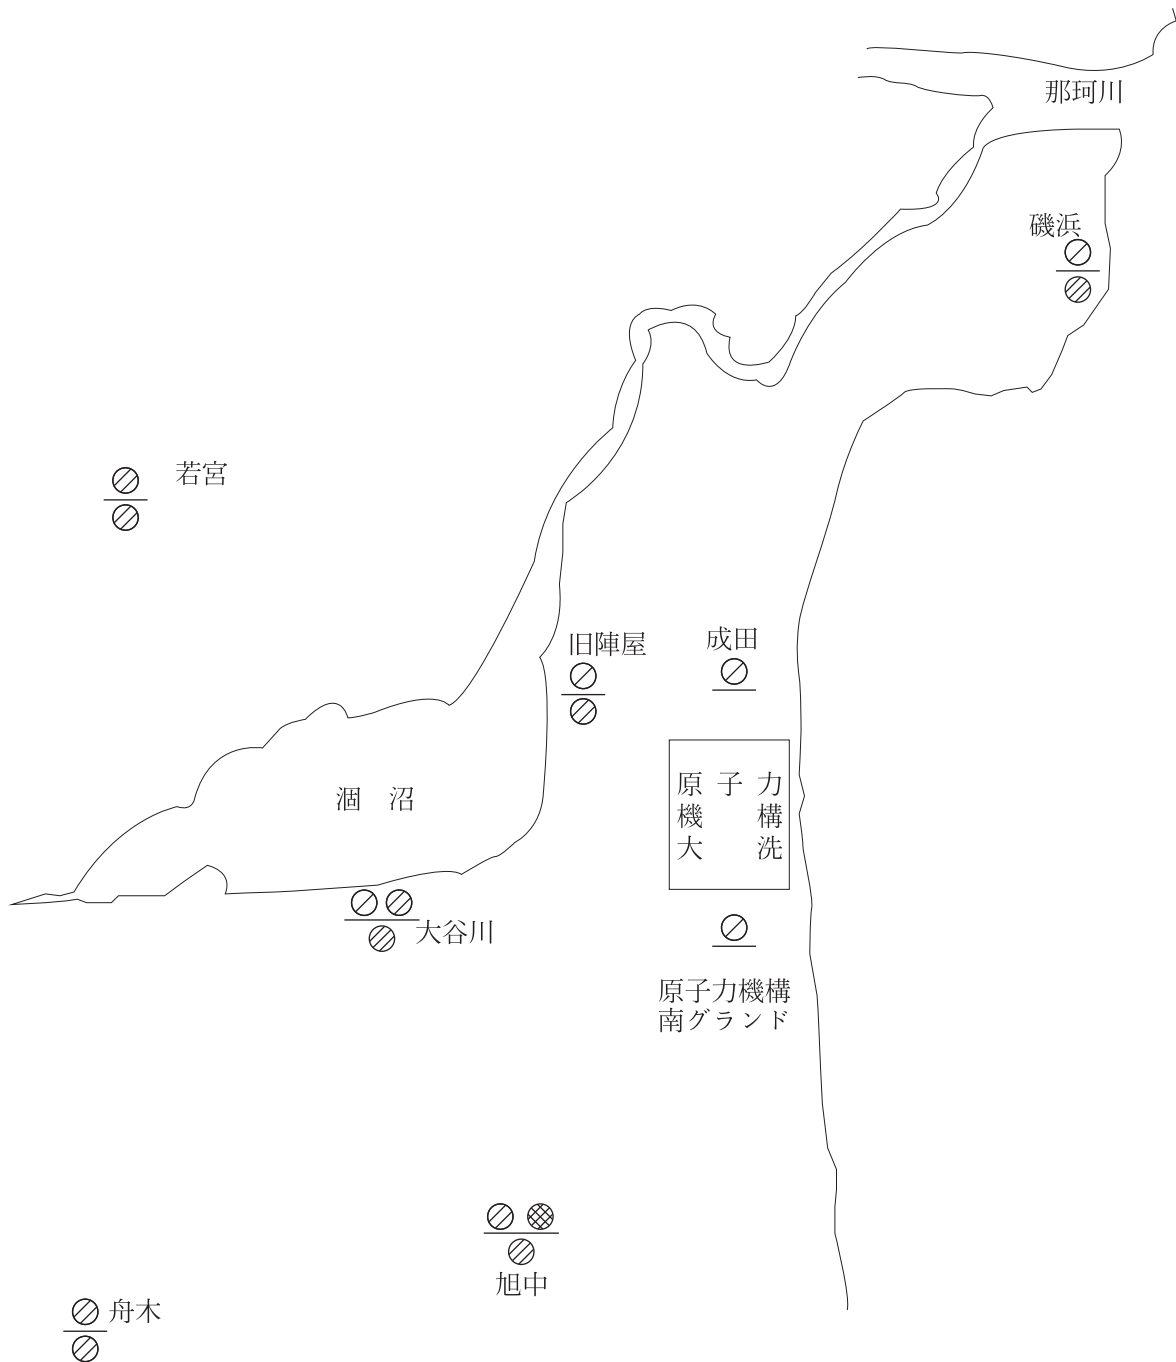 那珂川
磯浜
若宮
旧陣屋
成田
原子力
機構
大洗
涸沼
大谷川
原子力機構
南グランド
旭中
舟木